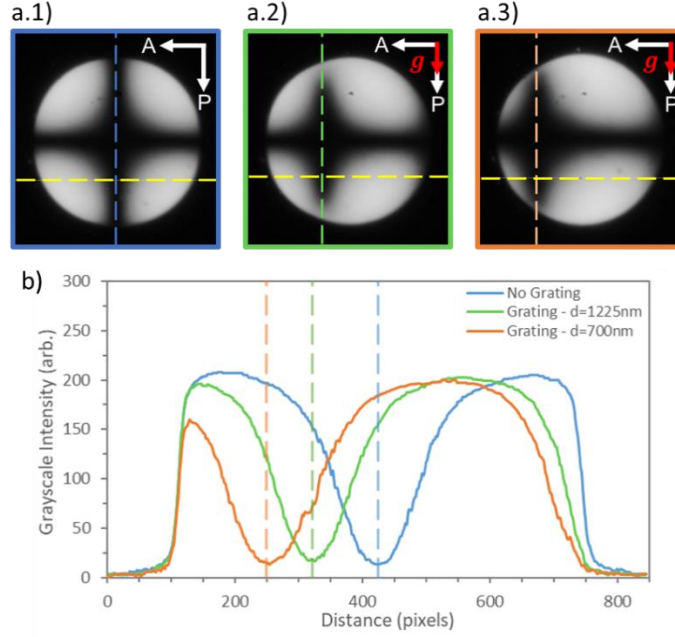 a.1)
a.2)
a.3)
A
P
A
g
P
A
g
P
b)
300
250
200
150
100
50
0
Grayscale Intensity (arb.)
No Grating
Grating - d=1225nm
Grating - d=700nm
0
200
400
600
800
Distance (pixels)